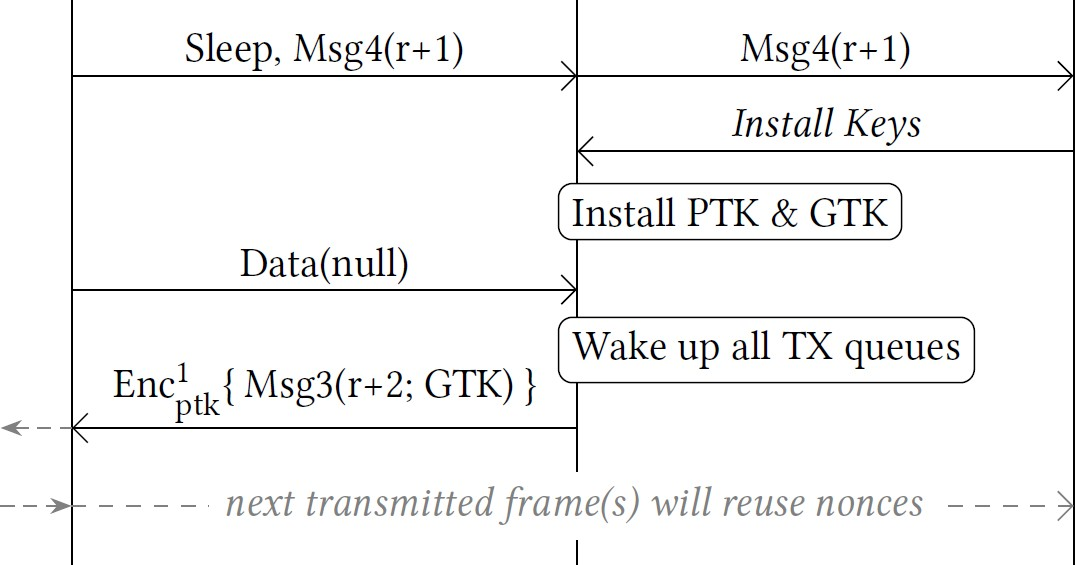 Sleep, Msg4(r+1)
Msg4(r+1)
Install Keys
Install PTK & GTK
Data(null)
Wake up all TX queues
Enc¹ₚₜₖ{ Msg3(r+2; GTK) }
next transmitted frame(s) will reuse nonces